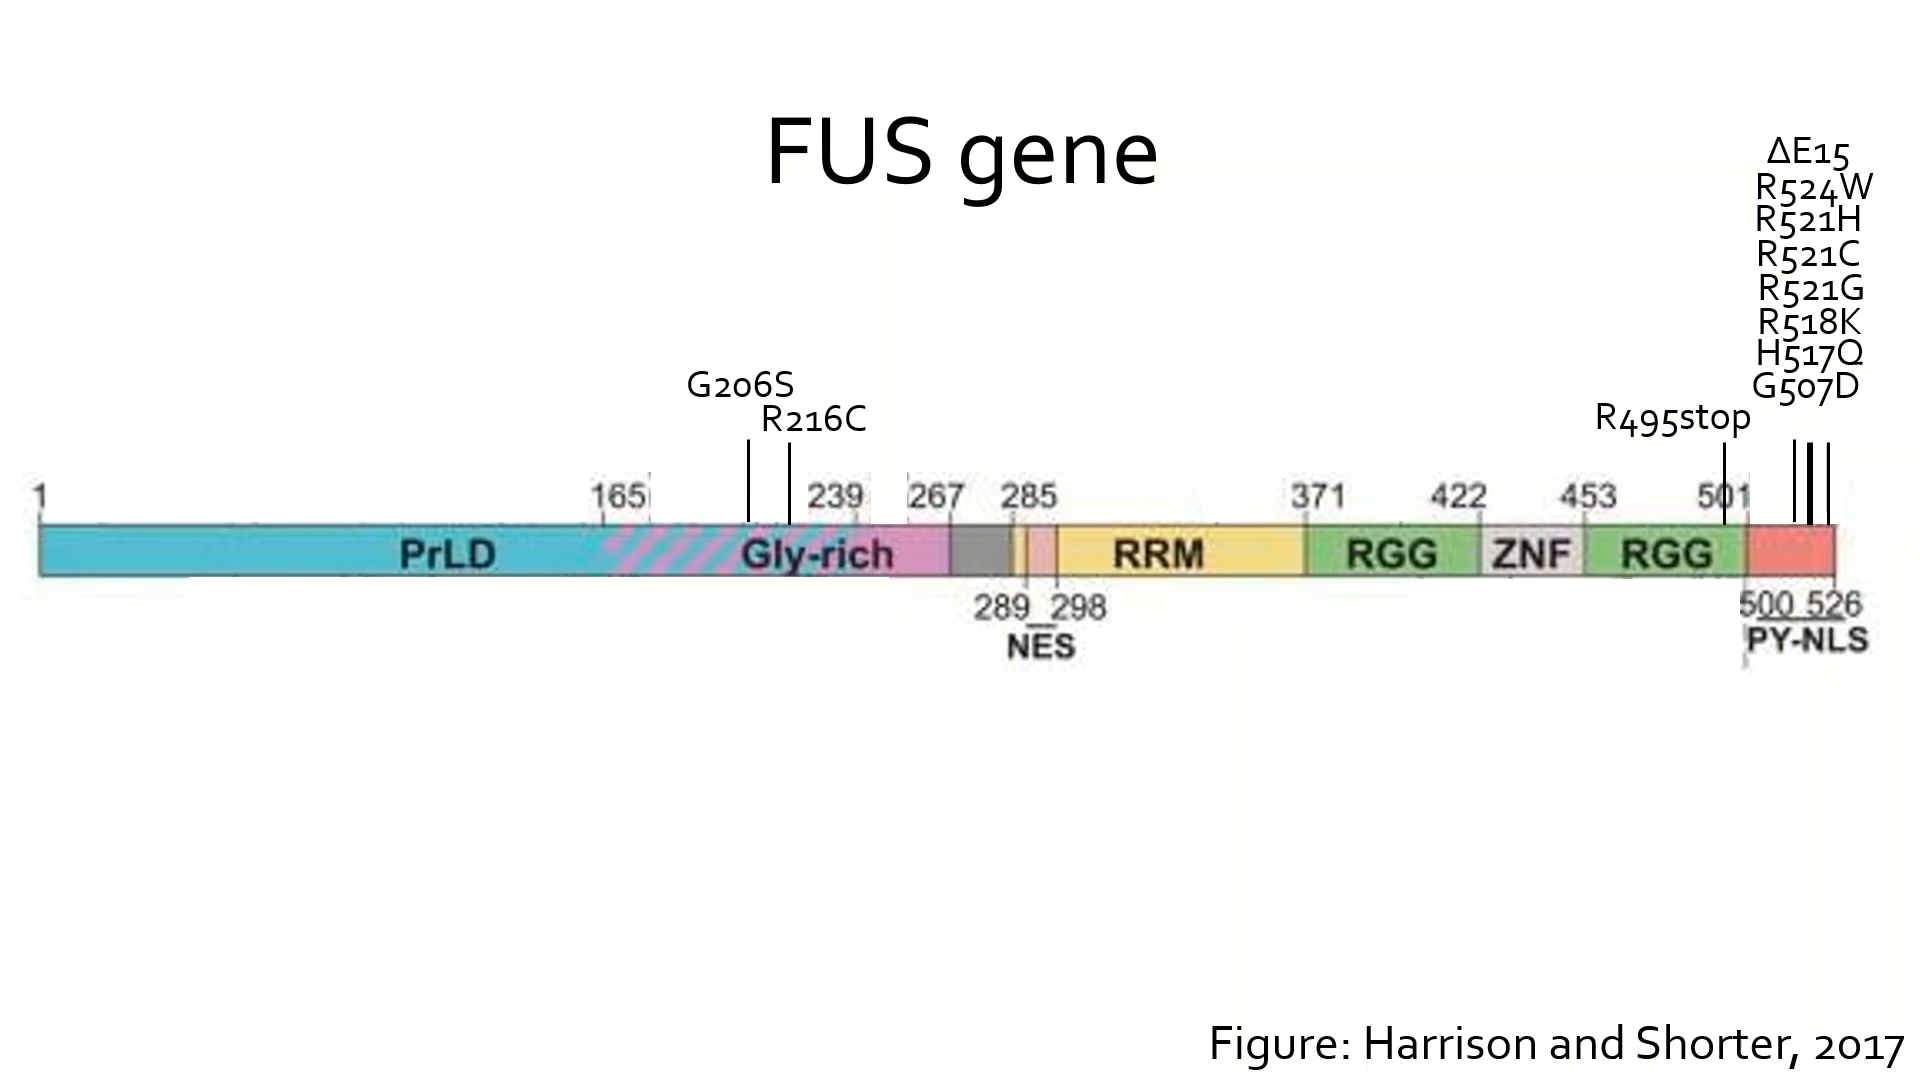 FUS gene
ΔE15
R524W
R521H
R521C
R521G
R518K
H517Q
G507D
G206S
R216C
R495stop
1 165 239 267 285 371 422 453 501
PrLD Gly-rich RRM RGG ZNF RGG
289 298 500 526
NES PY-NLS
Figure: Harrison and Shorter, 2017